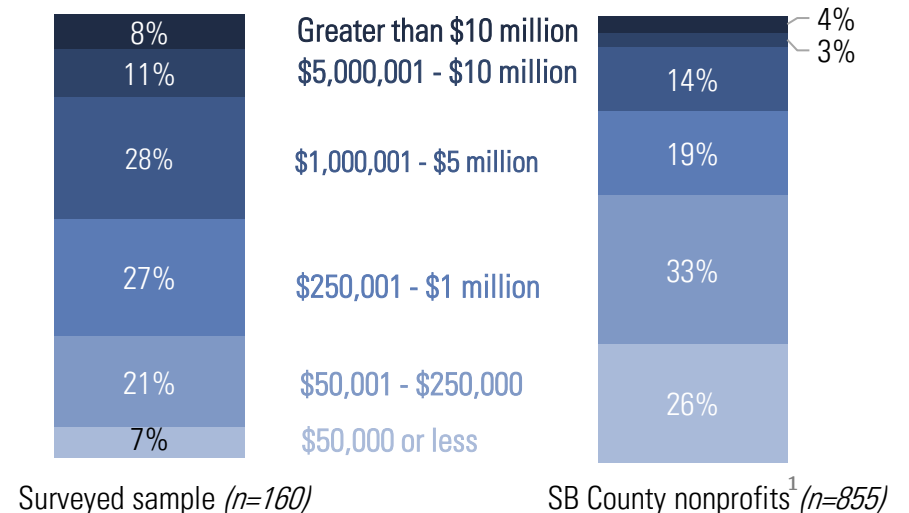 8%
11%
28%
27%
21%
7%
Greater than $10 million
$5,000,001 - $10 million
$1,000,001 - $5 million
$250,001 - $1 million
$50,001 - $250,000
$50,000 or less
4%
3%
14%
19%
33%
26%
Surveyed sample (n=160)
SB County nonprofits¹ (n=855)